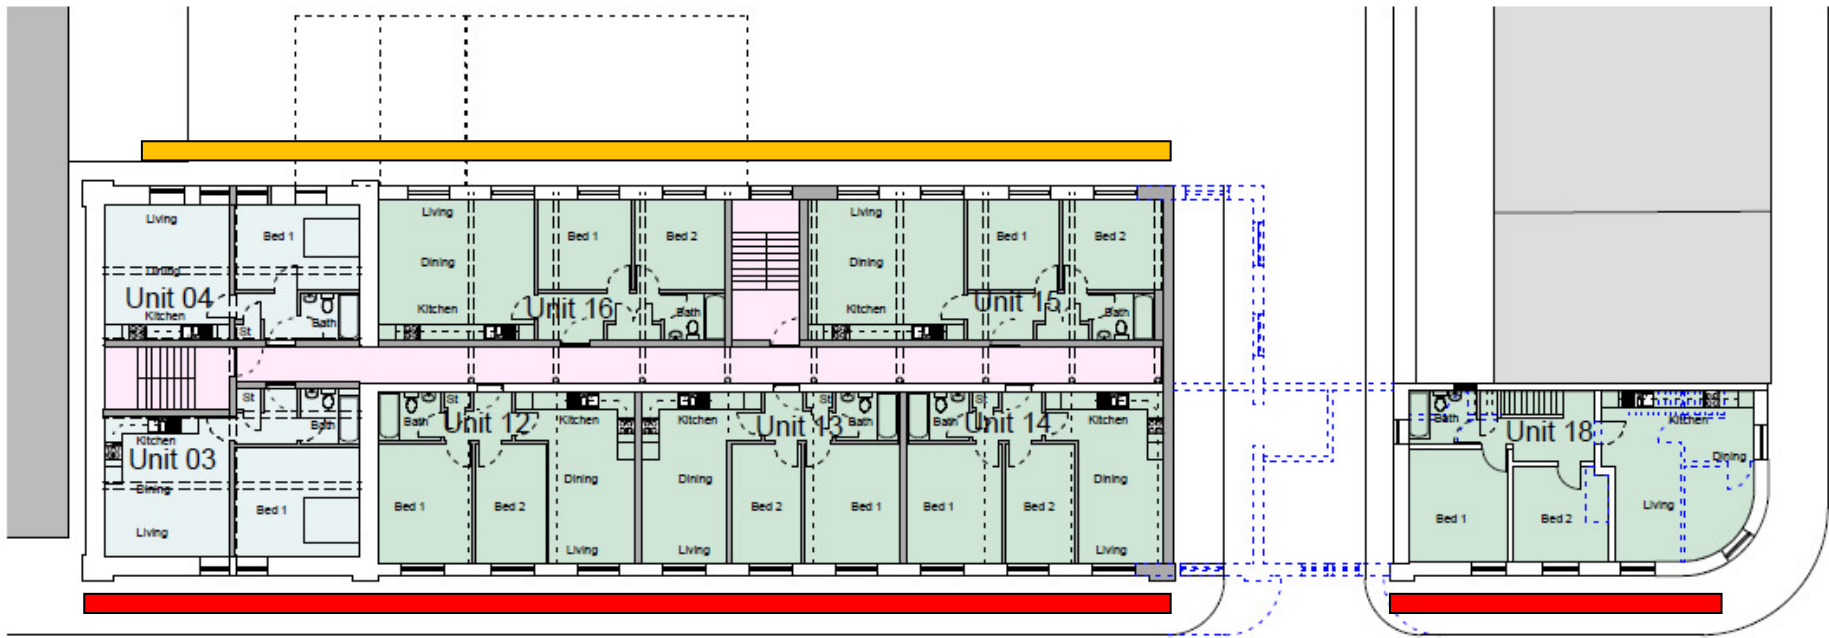 Living
Dining
Unit 04
Kitchen
Bed 1
St
Bath
Living
Dining
Kitchen
Unit 16
Bed 1
Bed 2
Bath
Living
Dining
Kitchen
Unit 15
Bed 1
Bed 2
Bath
St
Bath
Kitchen
Unit 03
Dining
Living
Bed 1
St
Bath
Unit 12
Kitchen
Bed 1
Bed 2
Dining
Living
Kitchen
Unit 13
St
Bath
Dining
Living
Bed 2
Bed 1
St
Bath
Unit 14
Kitchen
Bed 1
Bed 2
Dining
Living
Bath
Unit 18
Kitchen
Dining
Living
Bed 1
Bed 2